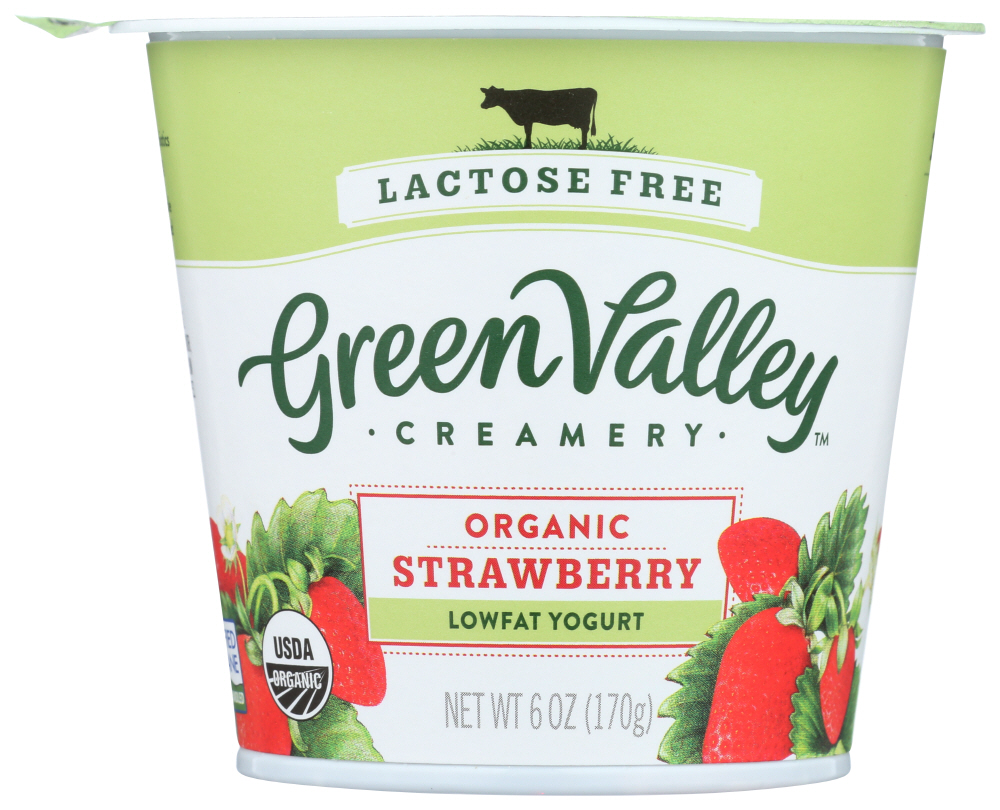 LACTOSE FREE
Green Valley
· CREAMERY · ™
ORGANIC
STRAWBERRY
LOWFAT YOGURT
USDA
ORGANIC
NET WT 6 OZ (170g)